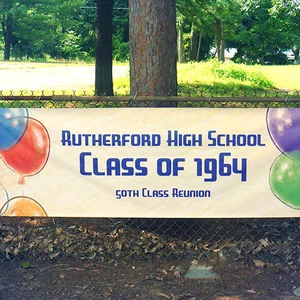 Rutherford High School
Class of 1964
50th Class Reunion